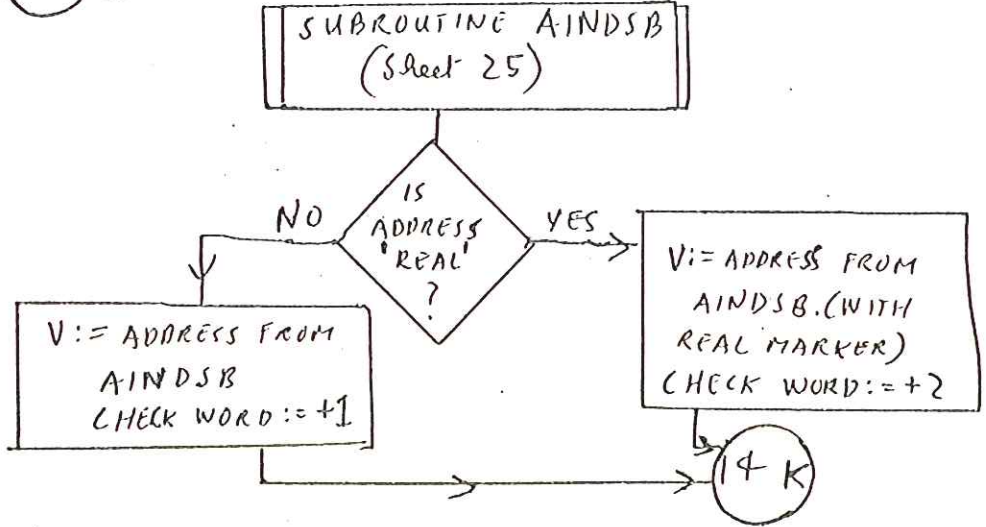 SUBROUTINE AINDSB
(Sheet 25)
IS
ADDRESS
'REAL'
?
NO
YES
V:= ADDRESS FROM
AINDSB
CHECK WORD:= +1
V:= ADDRESS FROM
AINDSB.(WITH
REAL MARKER)
CHECK WORD:= +2
14 K